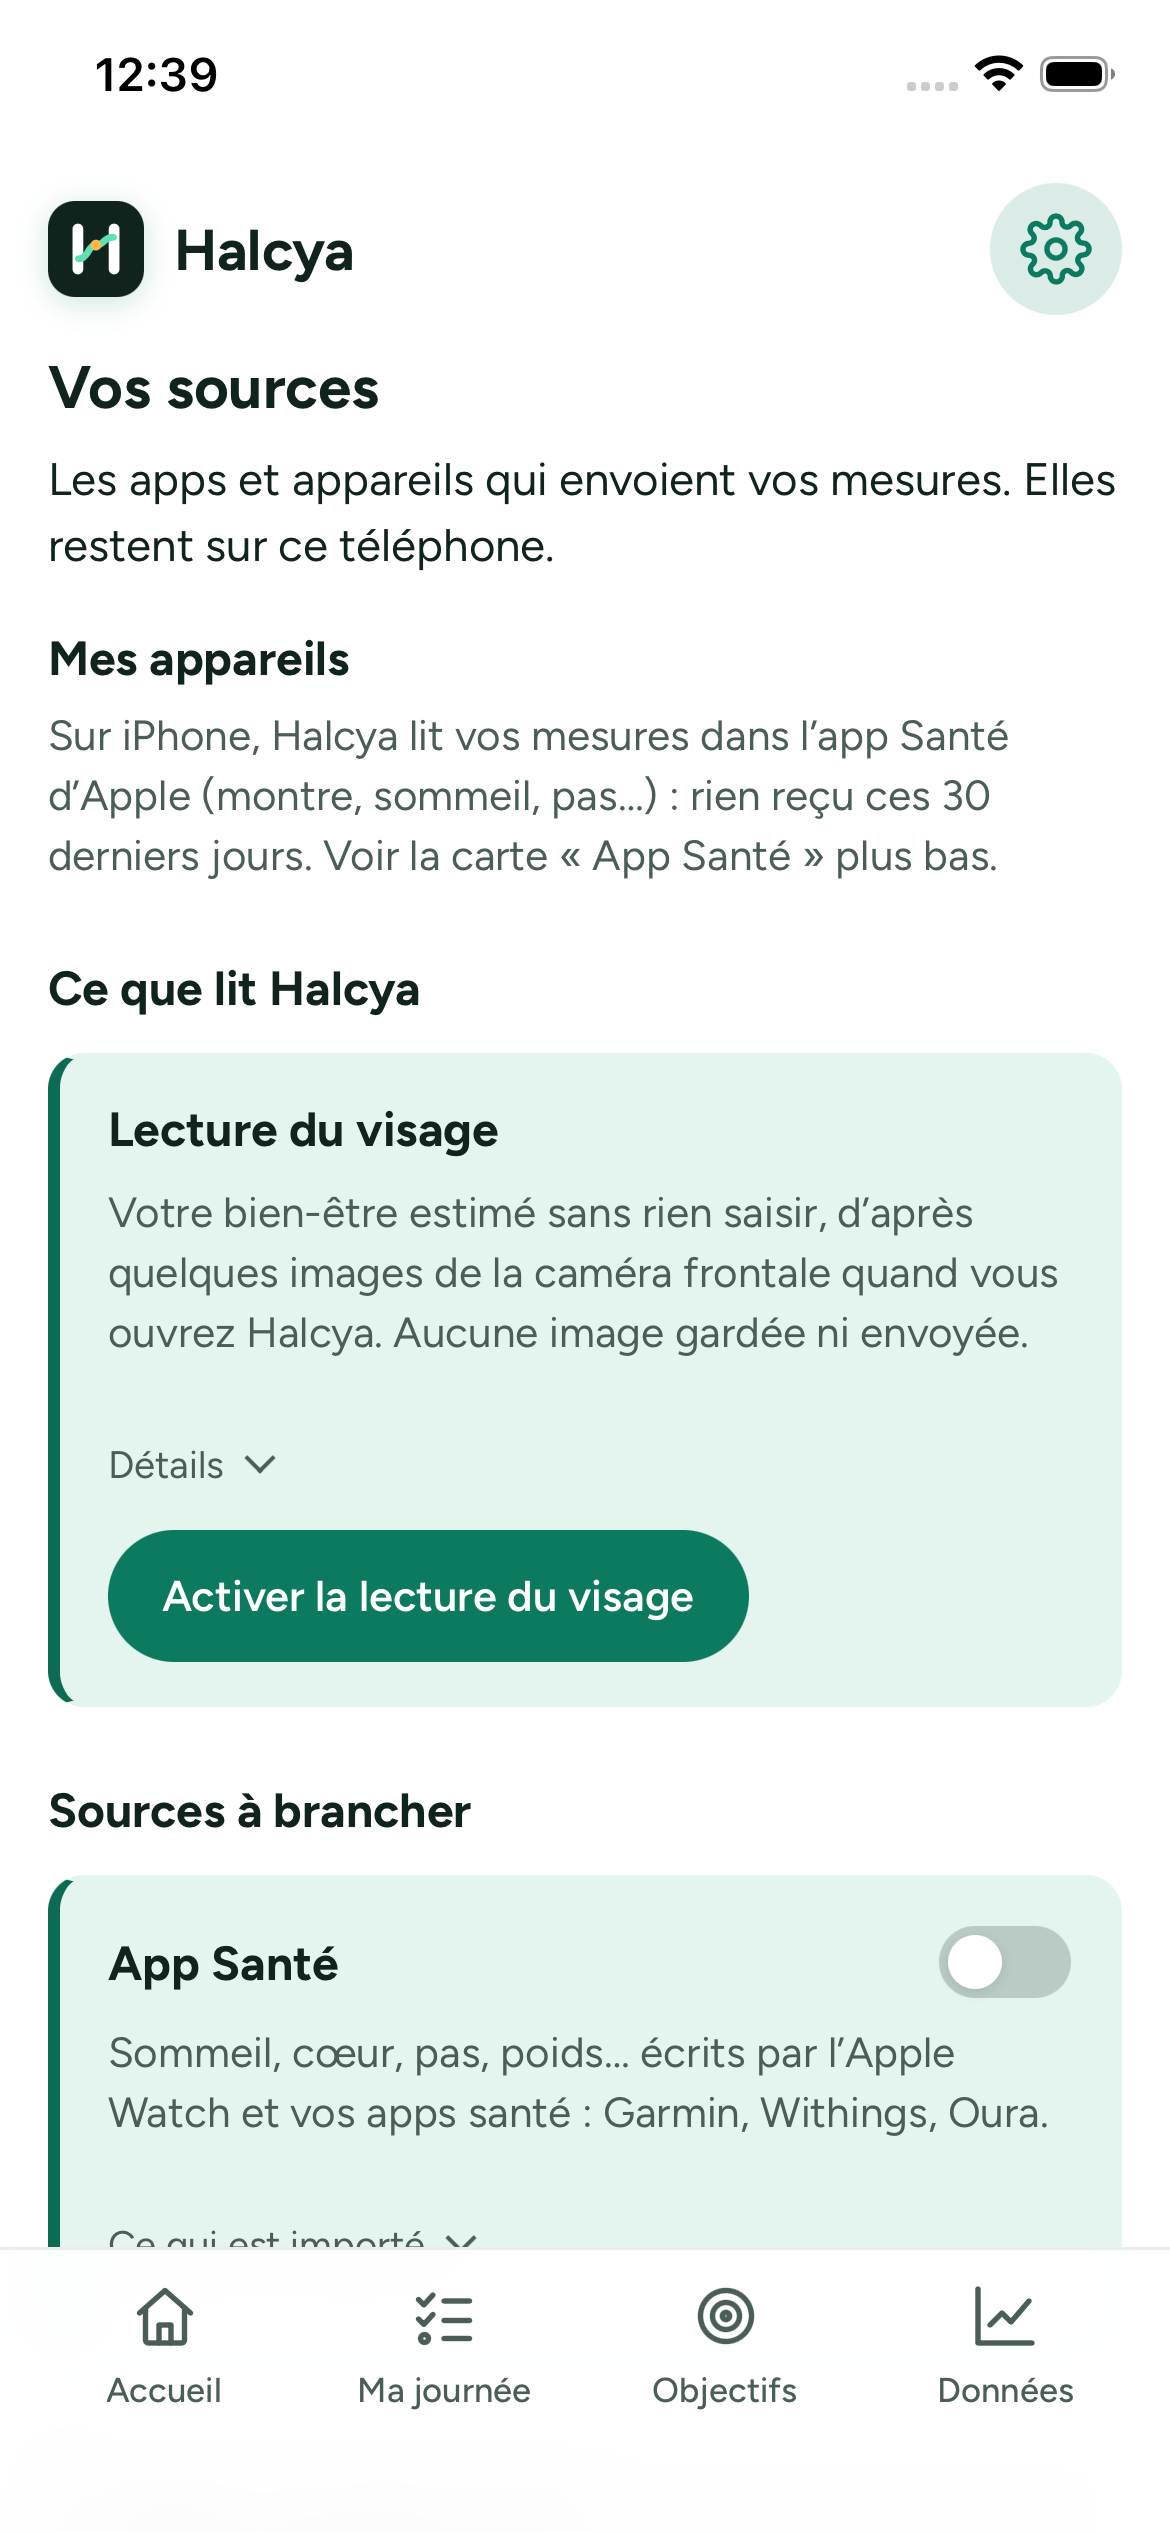 12:39
Halcya
Vos sources
Les apps et appareils qui envoient vos mesures. Elles
restent sur ce téléphone.
Mes appareils
Sur iPhone, Halcya lit vos mesures dans l’app Santé
d’Apple (montre, sommeil, pas…) : rien reçu ces 30
derniers jours. Voir la carte « App Santé » plus bas.
Ce que lit Halcya
Lecture du visage
Votre bien-être estimé sans rien saisir, d’après
quelques images de la caméra frontale quand vous
ouvrez Halcya. Aucune image gardée ni envoyée.
Détails
Activer la lecture du visage
Sources à brancher
App Santé
Sommeil, cœur, pas, poids… écrits par l’Apple
Watch et vos apps santé : Garmin, Withings, Oura.
Ce qui est importé
Accueil
Ma journée
Objectifs
Données